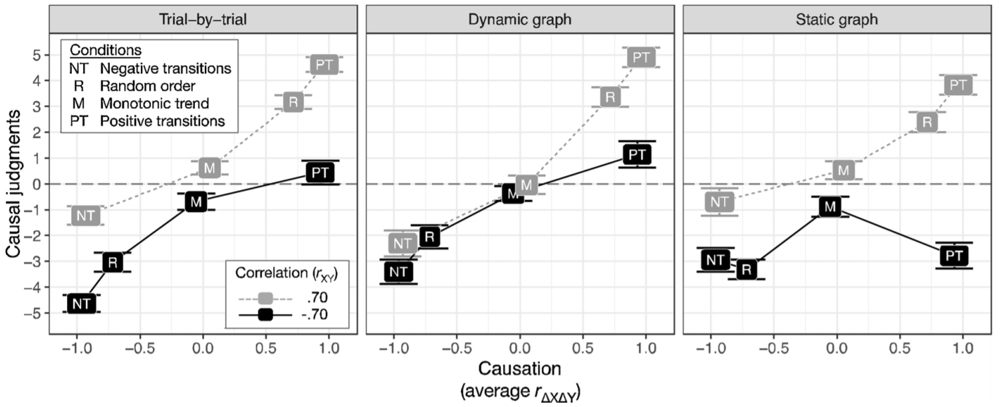 Trial–by–trial
Dynamic graph
Static graph
Causal judgments
5
4
3
2
1
0
−1
−2
−3
−4
−5
Conditions
NT Negative transitions
R Random order
M Monotonic trend
PT Positive transitions
PT
R
M
NT
PT
M
R
NT
Correlation (rXY)
.70
-.70
PT
R
M
NT
PT
M
R
NT
PT
R
M
NT
M
NT
R
PT
−1.0 −0.5 0.0 0.5 1.0
−1.0 −0.5 0.0 0.5 1.0
−1.0 −0.5 0.0 0.5 1.0
Causation
(average rΔXΔY)